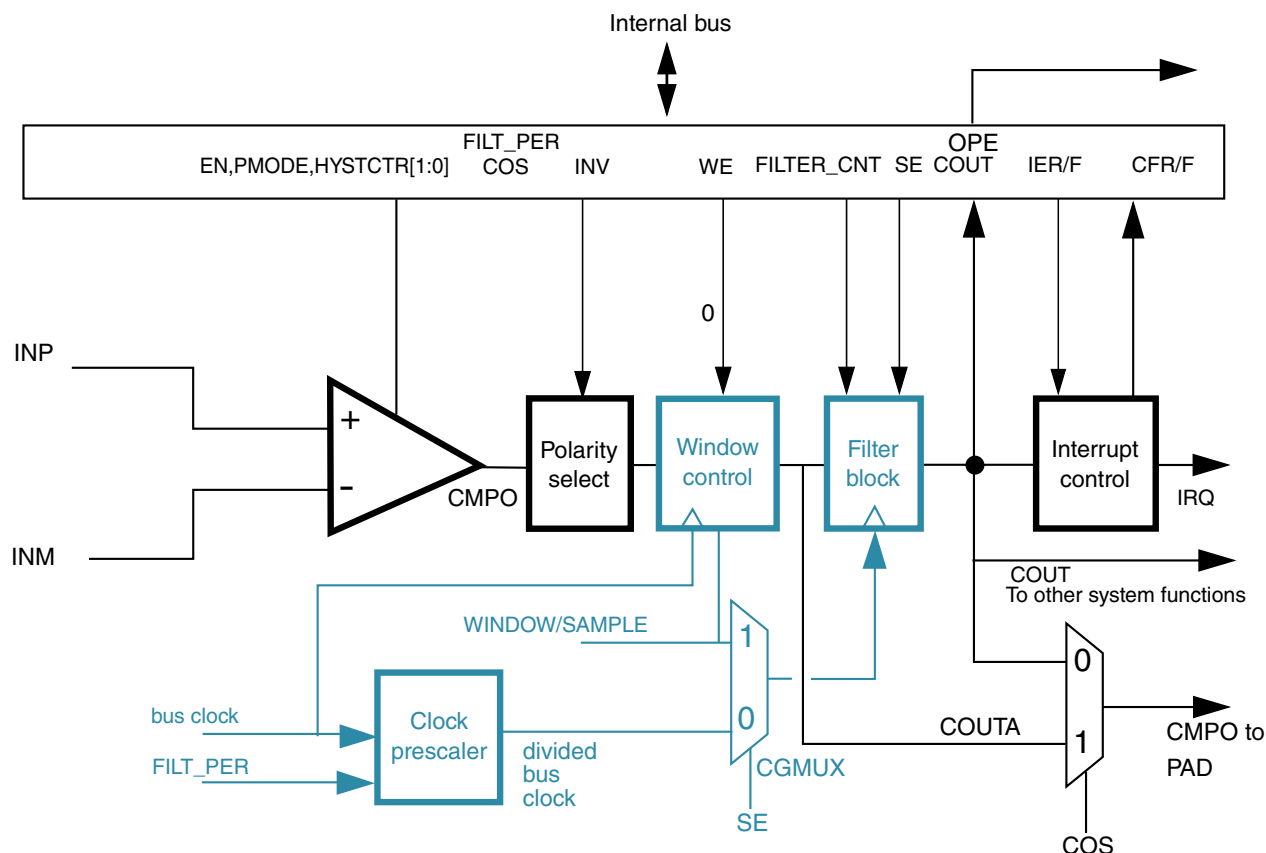 Internal bus
FILT_PER
OPE
EN,PMODE,HYSTCTR[1:0]
COS
INV
WE
FILTER_CNT
SE
COUT
IER/F
CFR/F
0
INP
+
Polarity
select
Window
control
Filter
block
Interrupt
control
-
CMPO
IRQ
INM
COUT
To other system functions
WINDOW/SAMPLE
1
0
bus clock
Clock
prescaler
0
COUTA
1
CMPO to
PAD
FILT_PER
divided
bus
clock
CGMUX
SE
COS